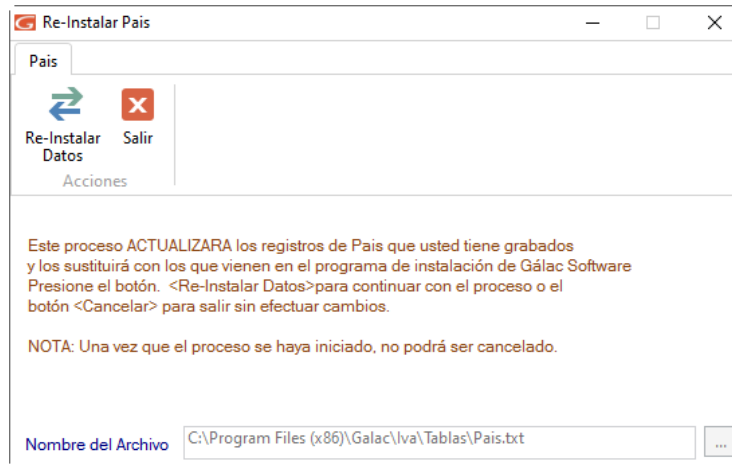 Re-Instalar Pais
Pais
Re-Instalar
Datos
Salir
Acciones
Este proceso ACTUALIZARA los registros de Pais que usted tiene grabados
y los sustituirá con los que vienen en el programa de instalación de Gálac Software
Presione el botón.  <Re-Instalar Datos>para continuar con el proceso o el
botón <Cancelar> para salir sin efectuar cambios.
NOTA: Una vez que el proceso se haya iniciado, no podrá ser cancelado.
Nombre del Archivo C:\Program Files (x86)\Galac\Iva\Tablas\Pais.txt ...